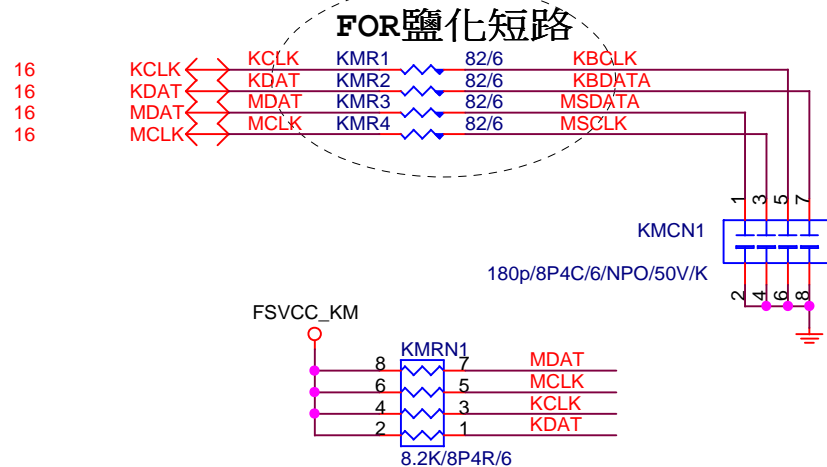 FOR鹽化短路
16 KCLK KCLK KMR1 82/6 KBCLK
16 KDAT KDAT KMR2 82/6 KBDATA
16 MDAT MDAT KMR3 82/6 MSDATA
16 MCLK MCLK KMR4 82/6 MSCLK
1 3 5 7
KMCN1
180p/8P4C/6/NPO/50V/K
2 4 6 8
FSVCC_KM
KMRN1
8 7 MDAT
6 5 MCLK
4 3 KCLK
2 1 KDAT
8.2K/8P4R/6